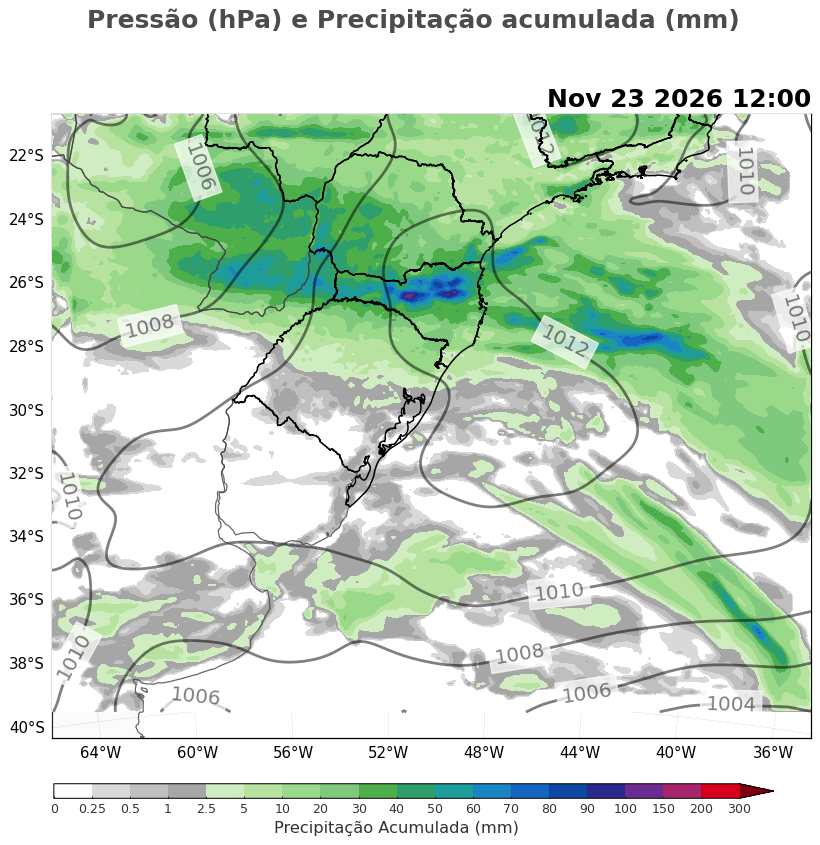 Pressão (hPa) e Precipitação acumulada (mm)
Nov 23 2026 12:00
1012
1006
1010
22°S
24°S
26°S
1008
1010
1012
28°S
30°S
32°S
1010
34°S
1010
36°S
1010
1008
38°S
1006
1006
1004
40°S
64°W 60°W 56°W 52°W 48°W 44°W 40°W 36°W
0 0.25 0.5 1 2.5 5 10 20 30 40 50 60 70 80 90 100 150 200 300
Precipitação Acumulada (mm)